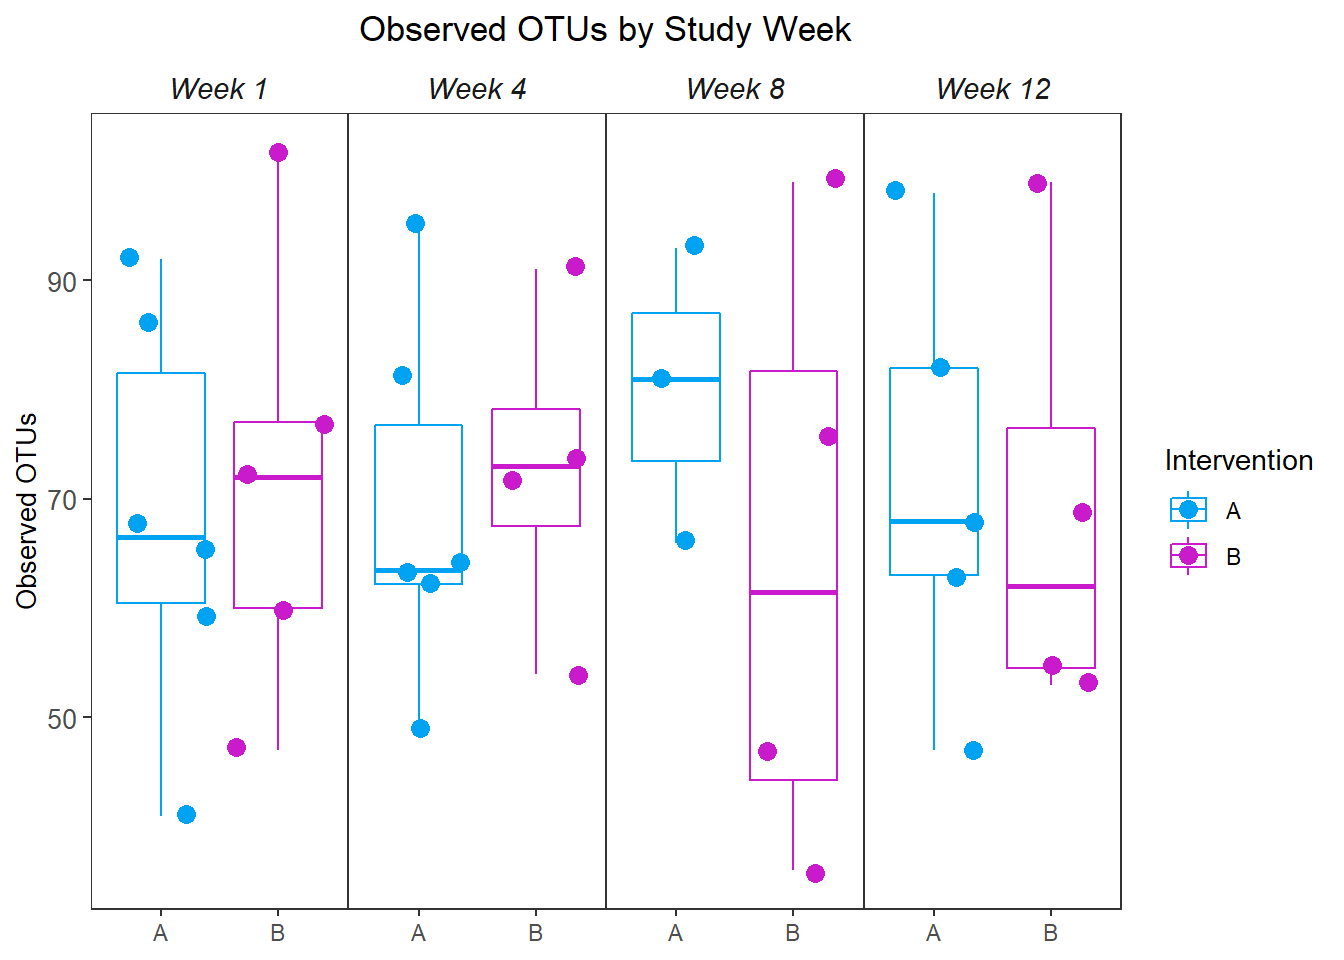 Observed OTUs by Study Week
Week 1
Week 4
Week 8
Week 12
90
70
50
Observed OTUs
A
B
A
B
A
B
A
B
Intervention
A
B